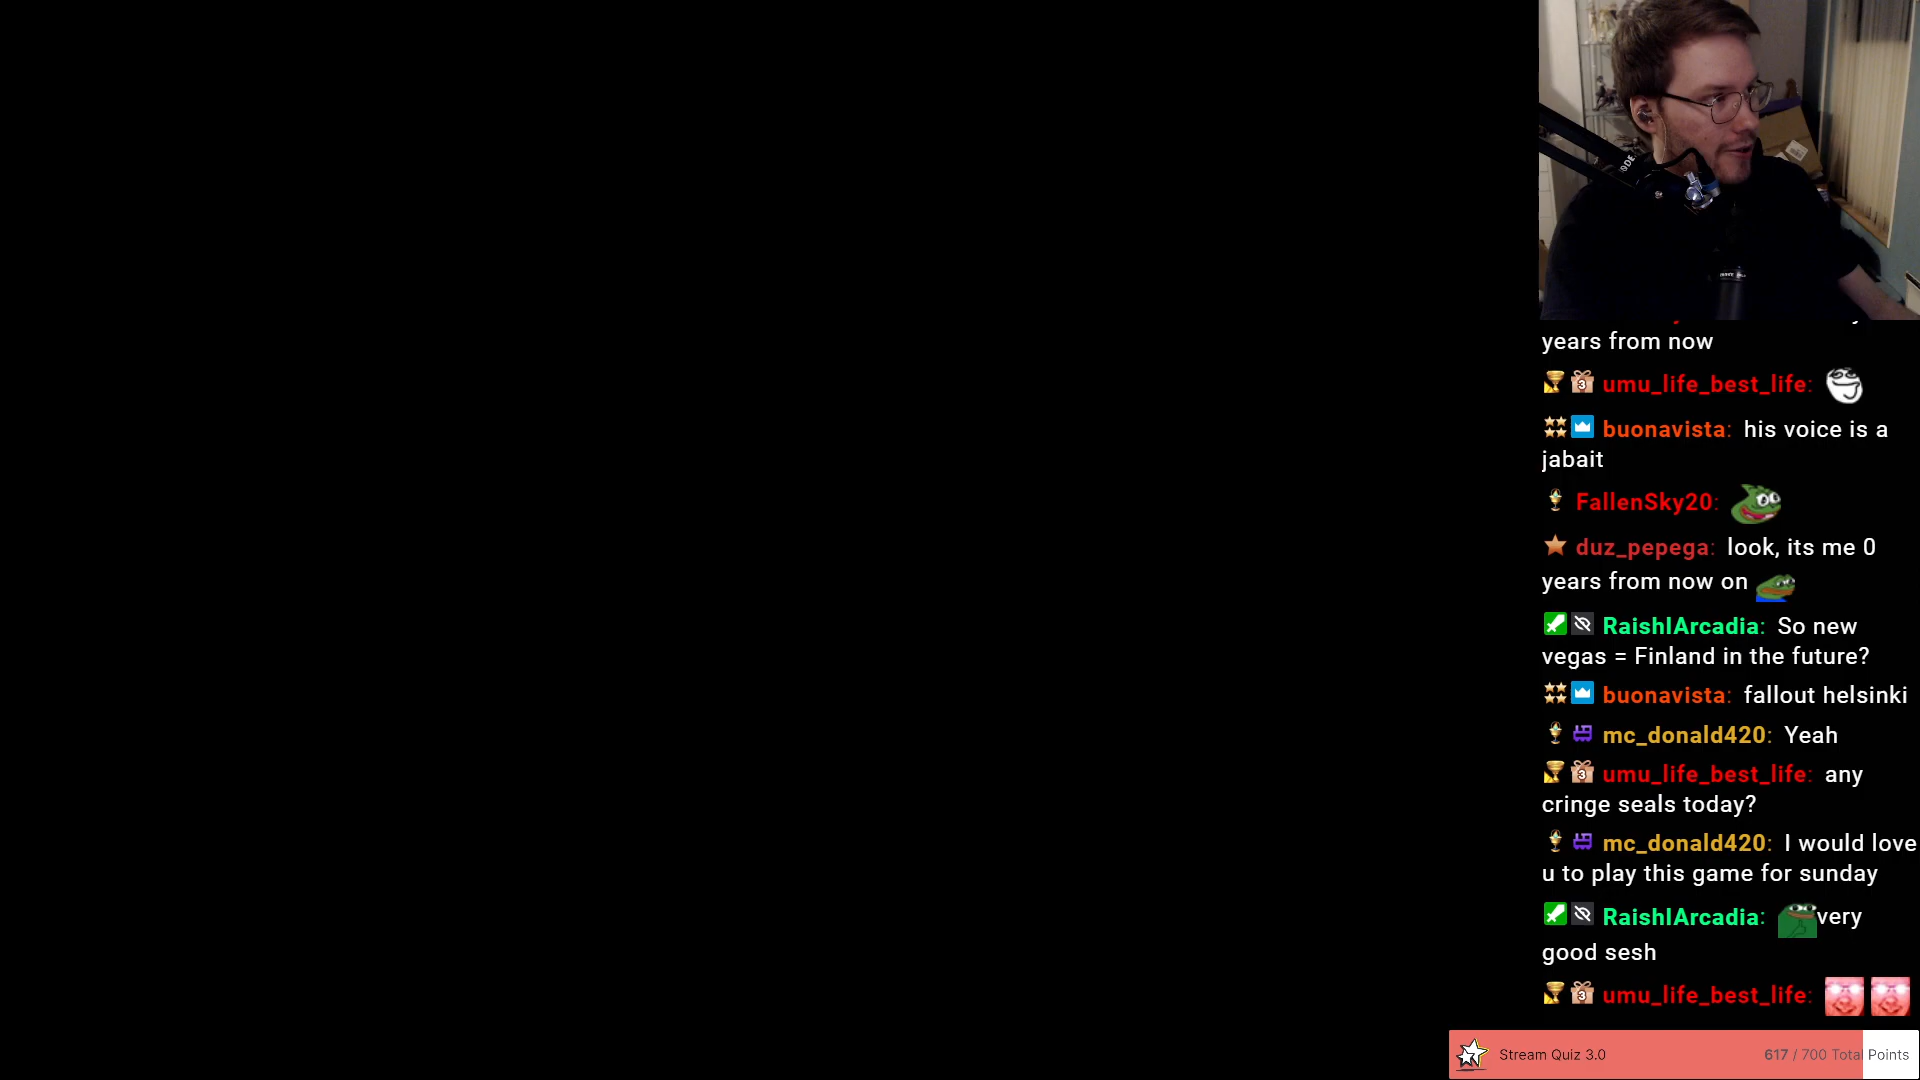 years from now
umu_life_best_life:
buonavista: his voice is a
jabait
FallenSky20:
duz_pepega: look, its me 0
years from now on
RaishIArcadia: So new
vegas = Finland in the future?
buonavista: fallout helsinki
mc_donald420: Yeah
umu_life_best_life: any
cringe seals today?
mc_donald420: I would love
u to play this game for sunday
RaishIArcadia: very
good sesh
umu_life_best_life:
Stream Quiz 3.0 617 / 700 Total Points